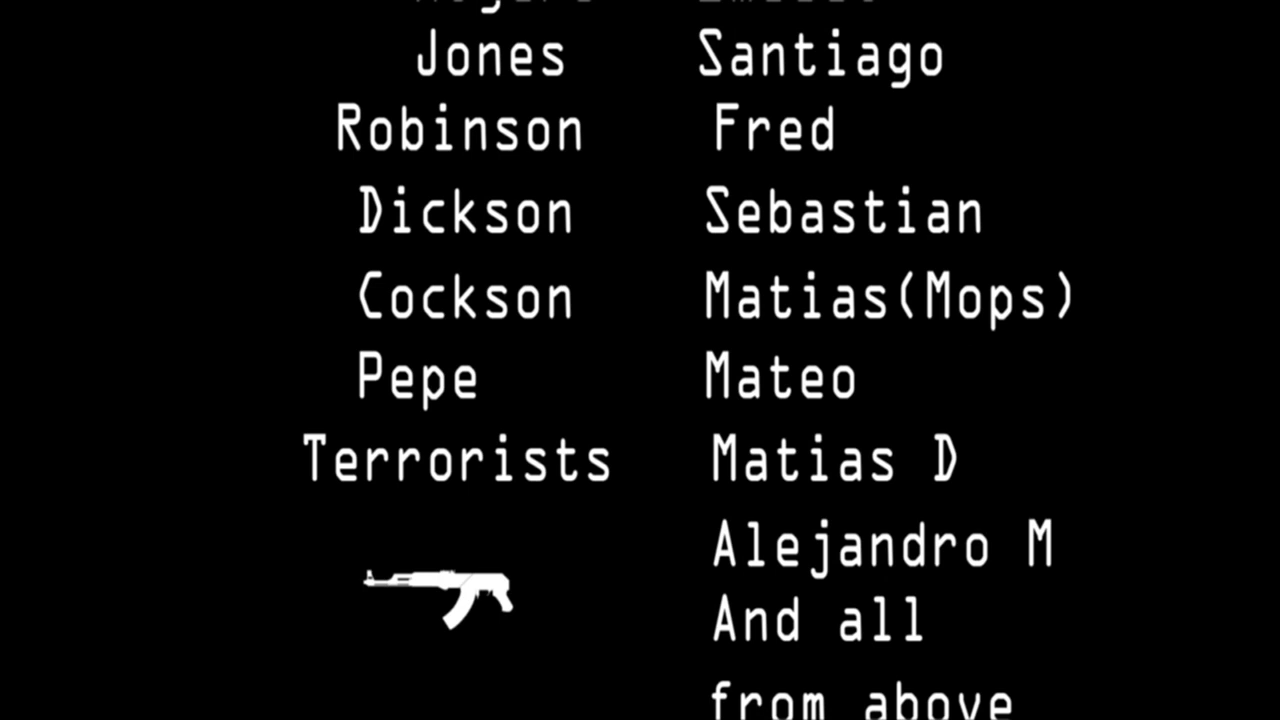 Jones Santiago
Robinson Fred
Dickson Sebastian
Cockson Matias(Mops)
Pepe Mateo
Terrorists Matias D
Alejandro M
And all
from above